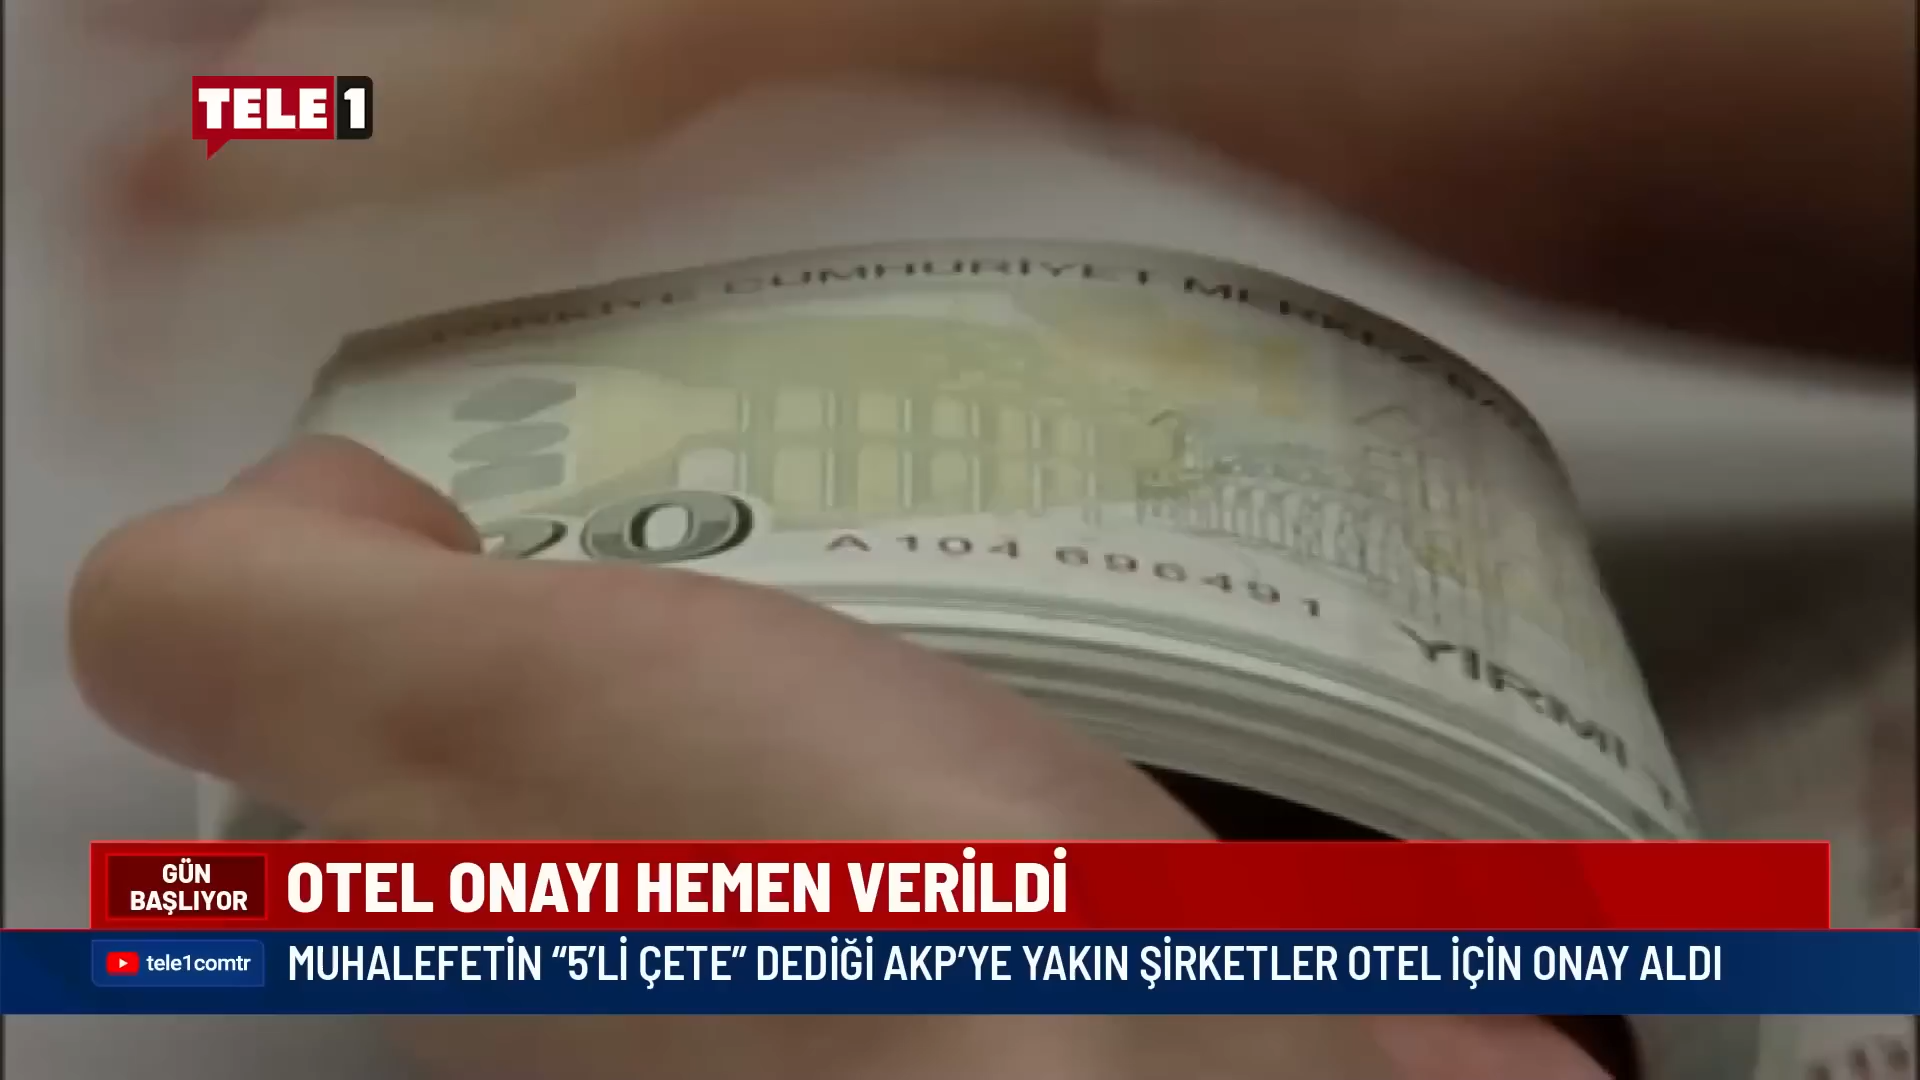 TELE1
TÜRKİYE CUMHURİYET MERKEZ
20
A104 696491
YİRMİ
GÜN
BAŞLIYOR
OTEL ONAYI HEMEN VERİLDİ
tele1comtr
MUHALEFETİN “5’Lİ ÇETE” DEDİĞİ AKP’YE YAKIN ŞİRKETLER OTEL İÇİN ONAY ALDI